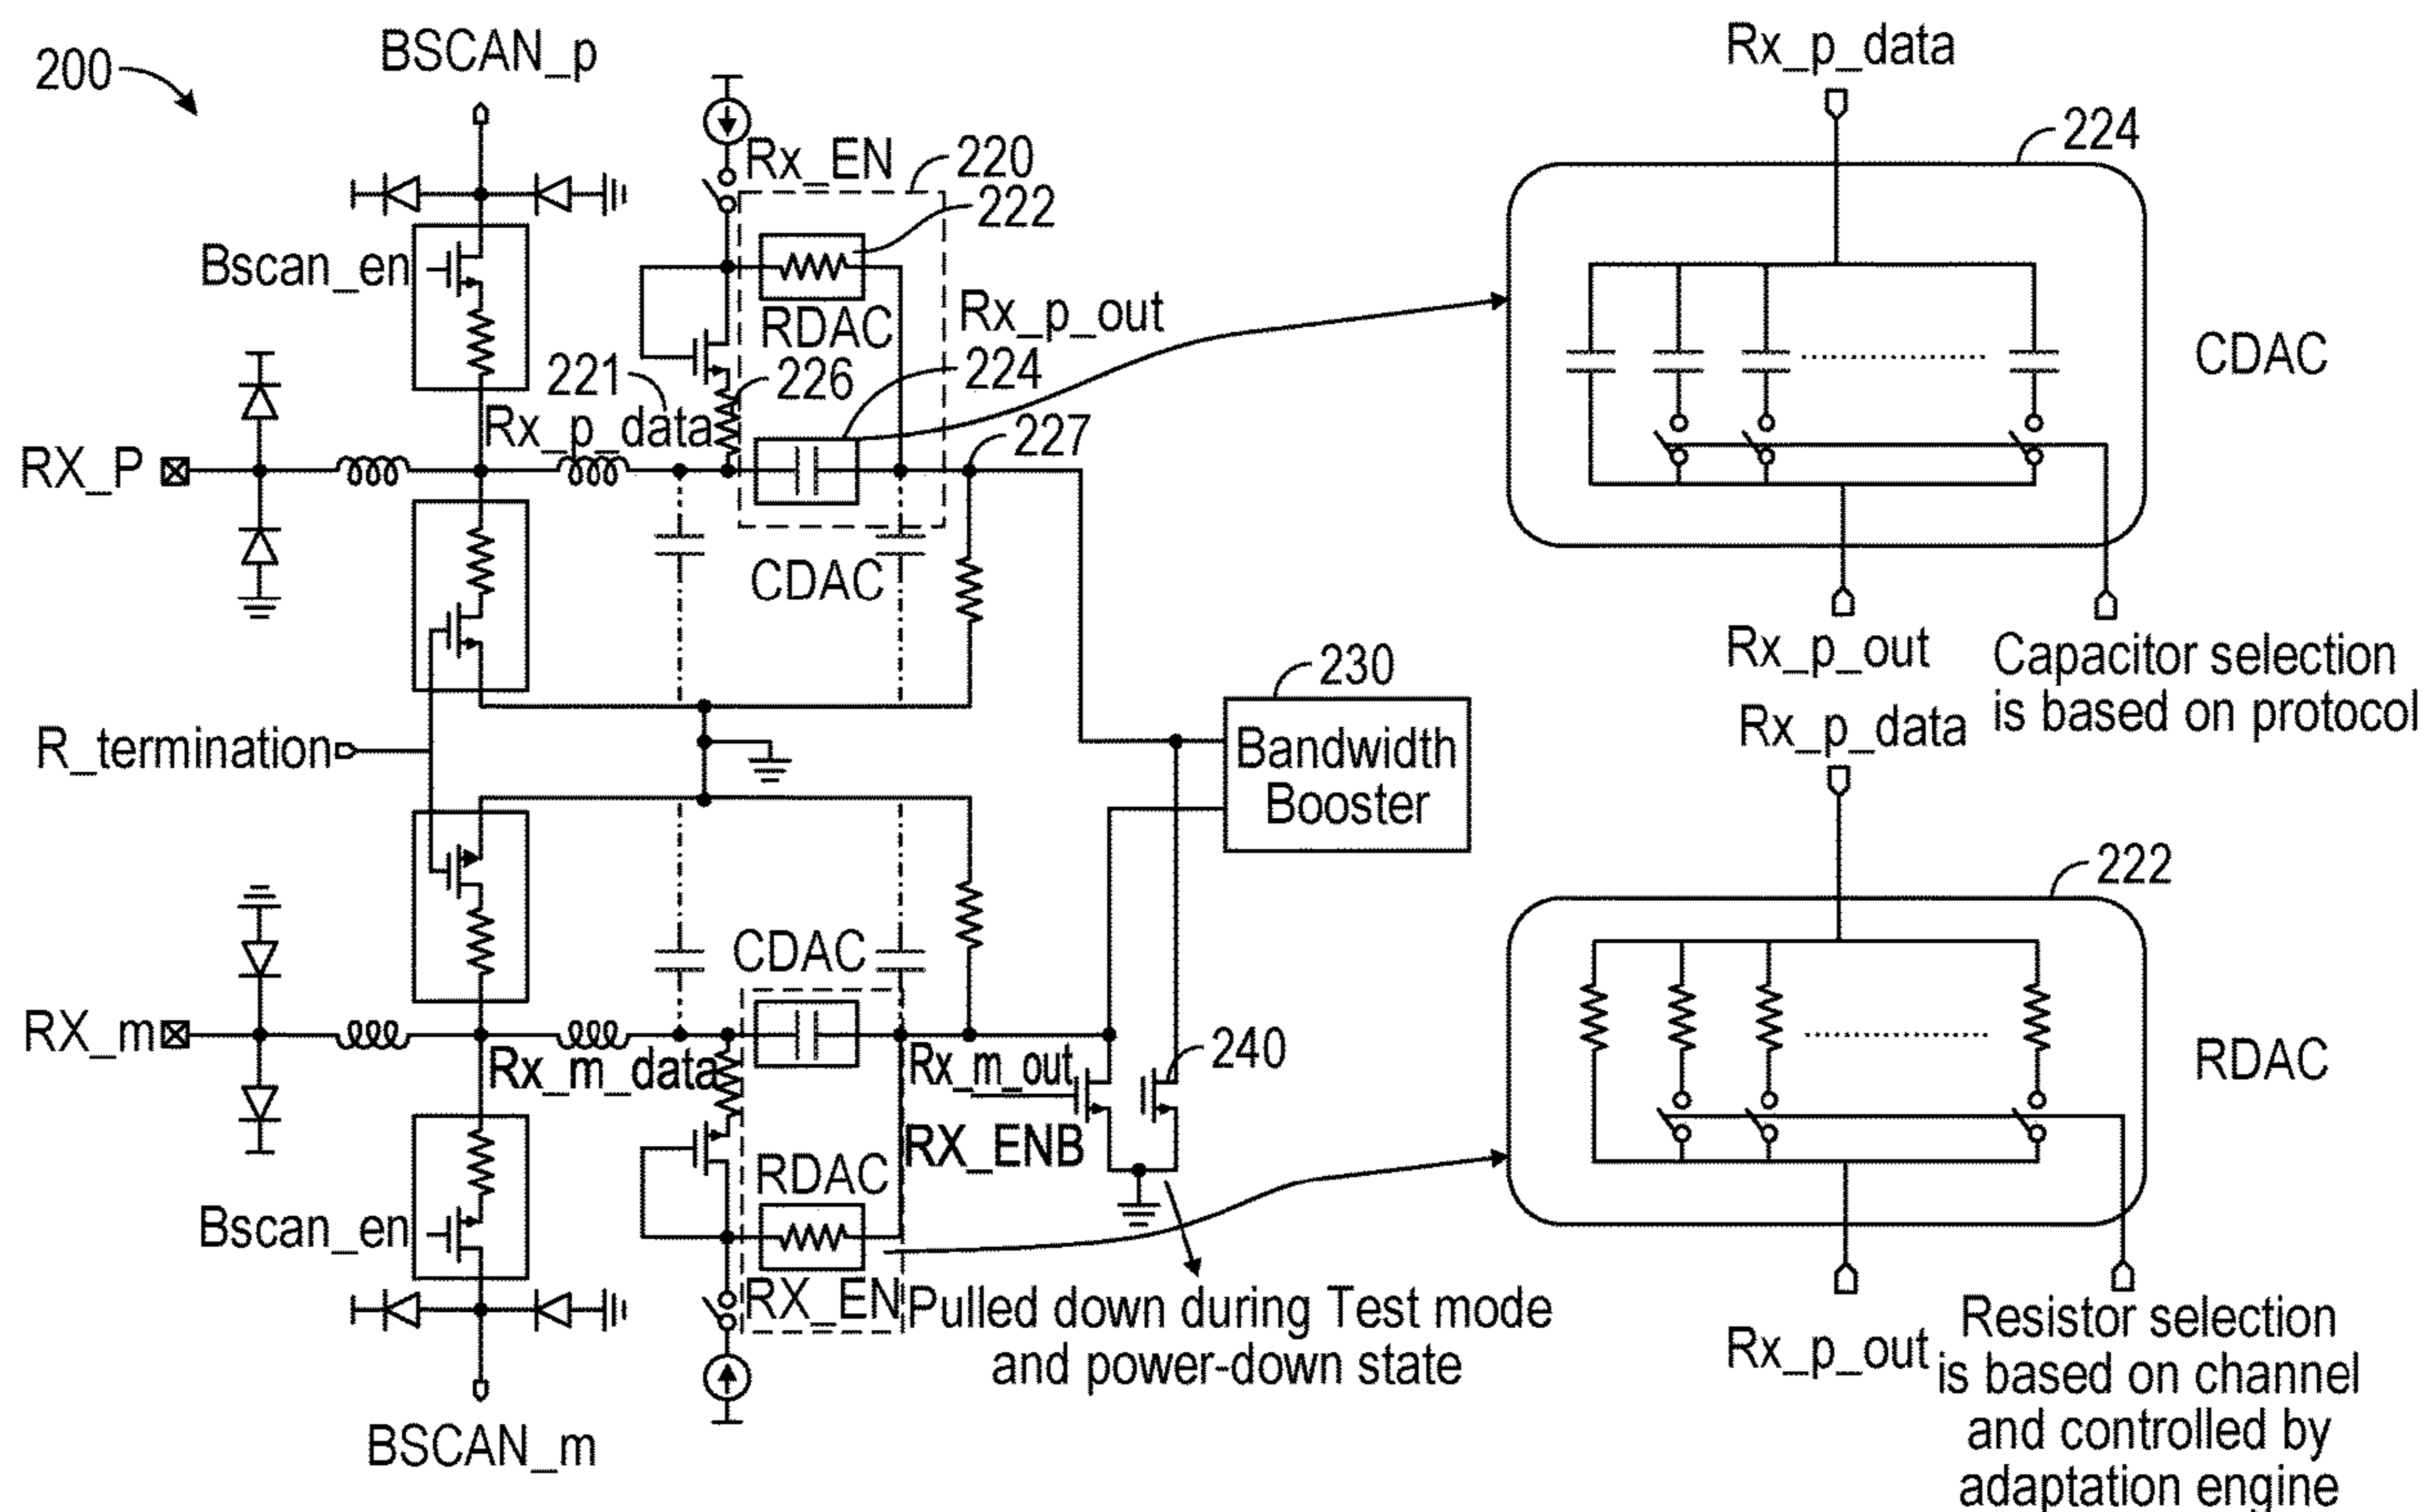 200
BSCAN_p
Bscan_en
Rx_EN
220
222
RDAC
Rx_p_out
221
226
224
Rx_p_data
227
RX_P
CDAC
R_termination
230
Bandwidth
Booster
CDAC
RX_m
Rx_m_data
Rx_m_out
240
RX_ENB
RDAC
Bscan_en
RX_EN
Pulled down during Test mode
and power-down state
BSCAN_m
Rx_p_data
224
CDAC
Rx_p_out
Capacitor selection
is based on protocol
Rx_p_data
222
RDAC
Rx_p_out
Resistor selection
is based on channel
and controlled by
adaptation engine